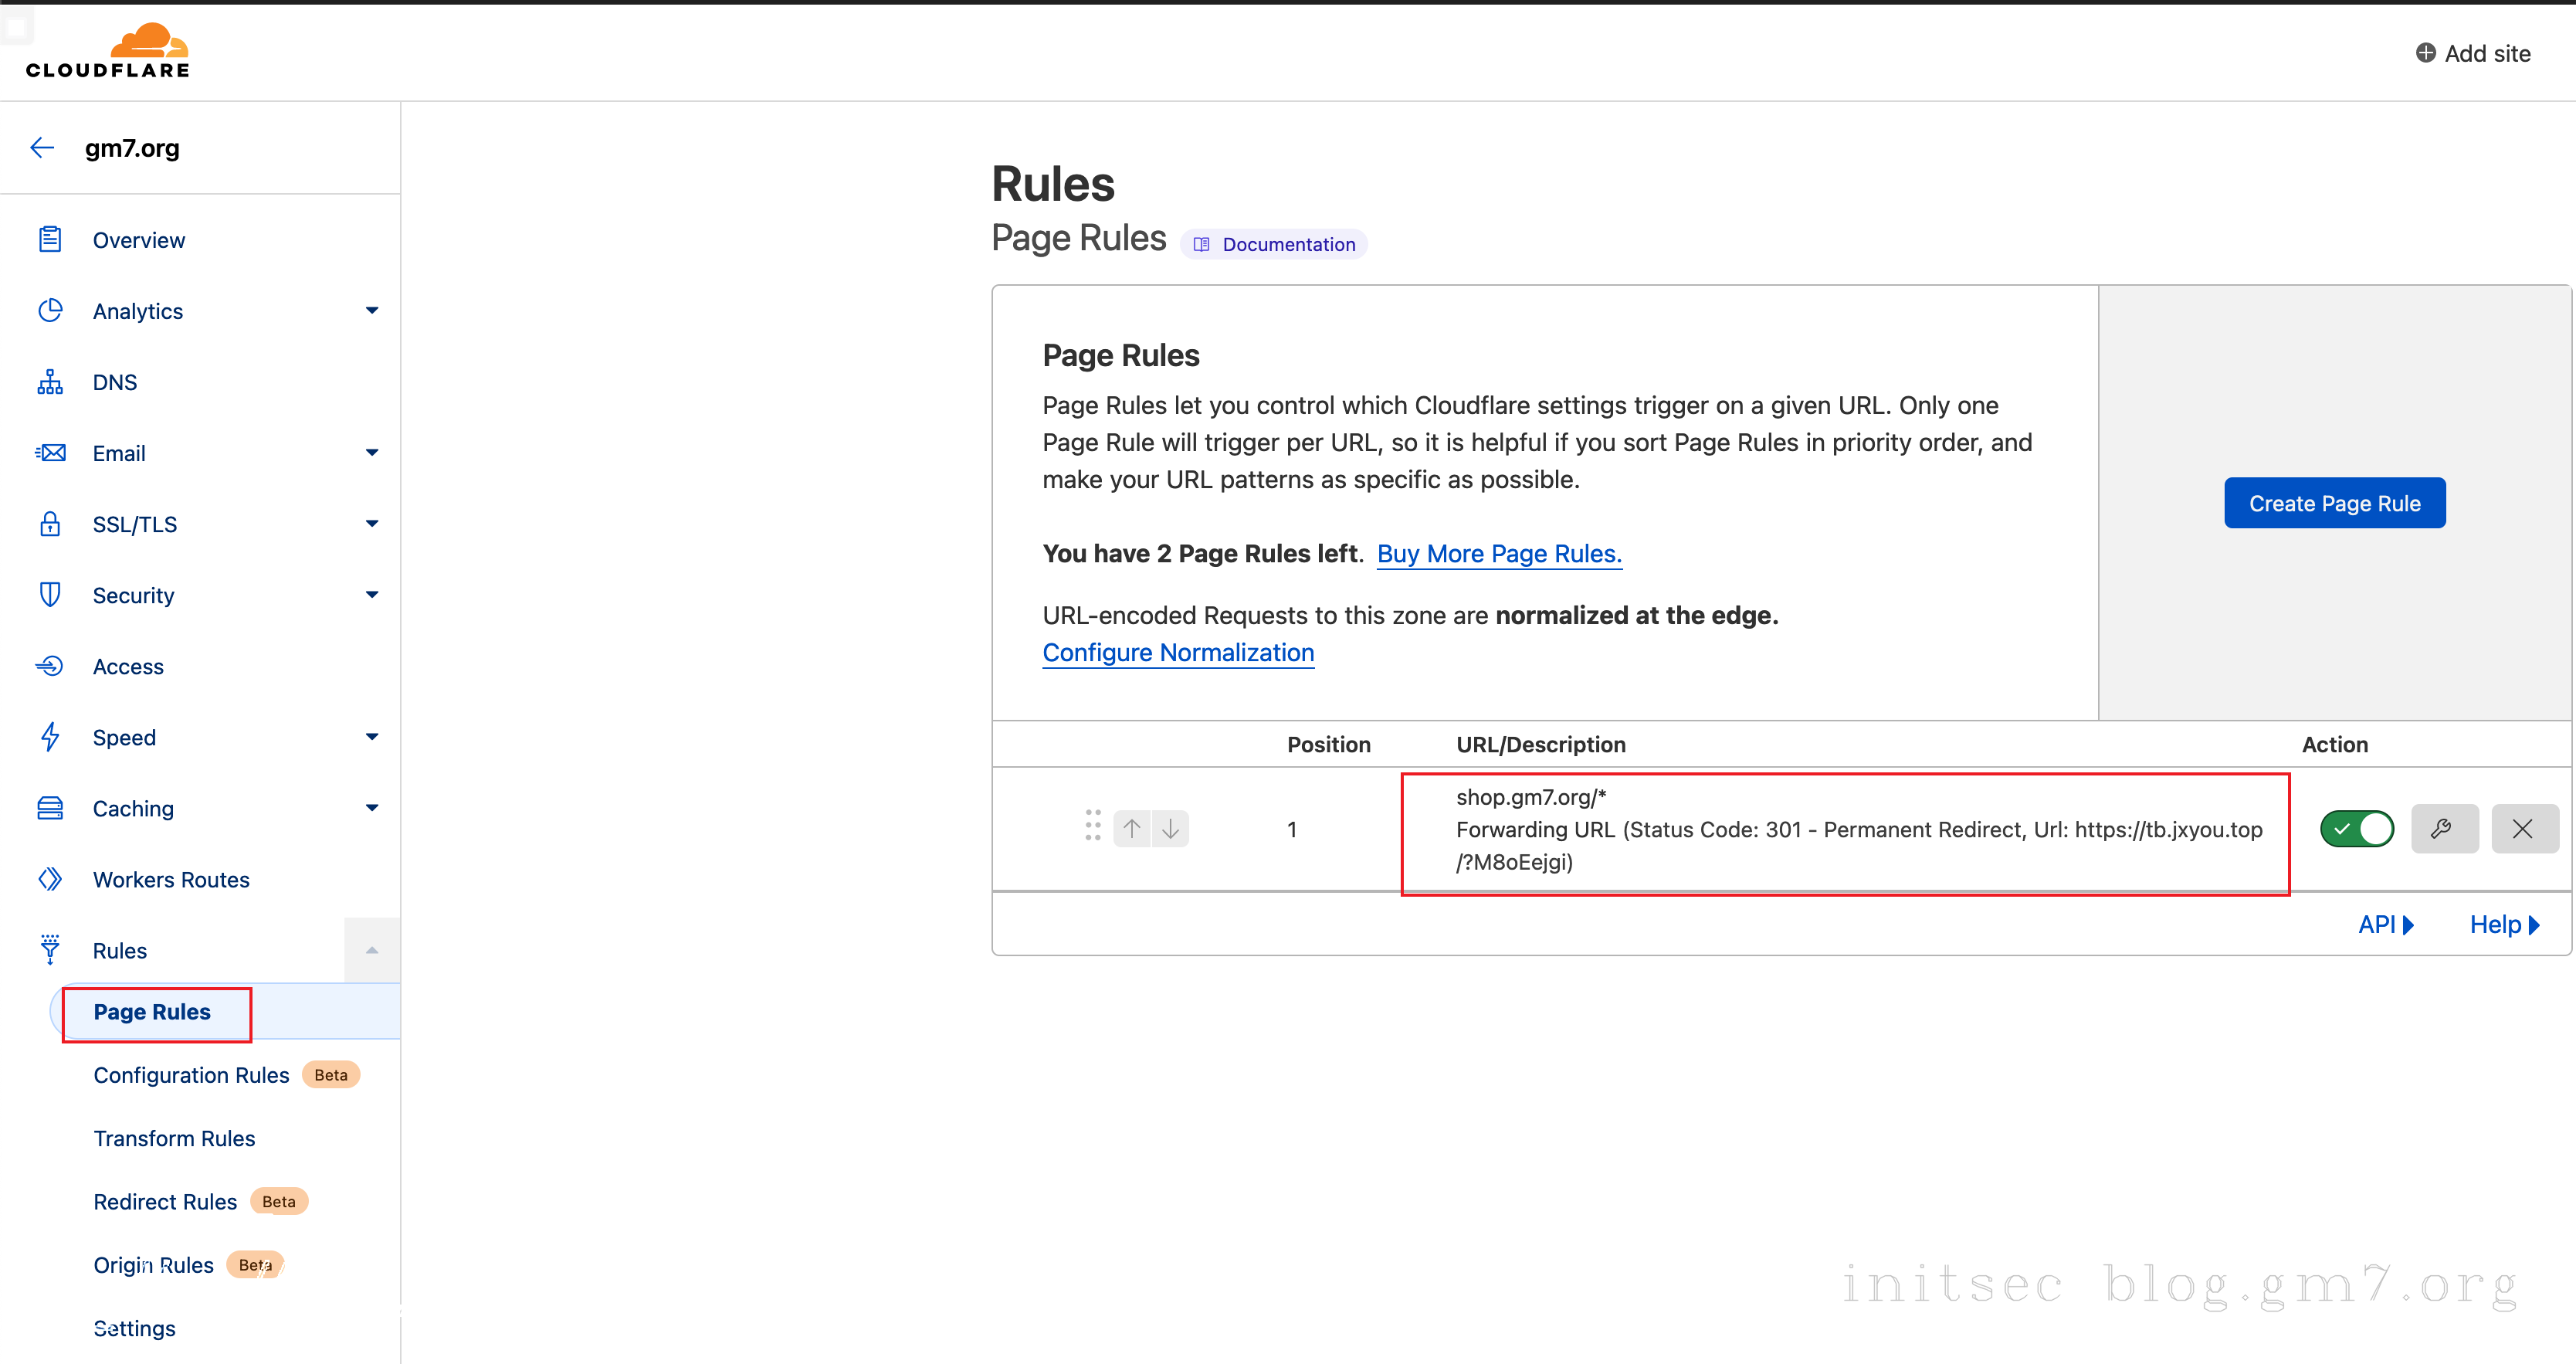 CLOUDFLARE
Add site
gm7.org
Overview
Analytics
DNS
Email
SSL/TLS
Security
Access
Speed
Caching
Workers Routes
Rules
Page Rules
Configuration Rules Beta
Transform Rules
Redirect Rules Beta
Origin Rules Beta
Settings
Rules
Page Rules Documentation
Page Rules
Page Rules let you control which Cloudflare settings trigger on a given URL. Only one
Page Rule will trigger per URL, so it is helpful if you sort Page Rules in priority order, and
make your URL patterns as specific as possible.
You have 2 Page Rules left. Buy More Page Rules.
URL-encoded Requests to this zone are normalized at the edge.
Configure Normalization
Create Page Rule
Position URL/Description Action
shop.gm7.org/*
1 Forwarding URL (Status Code: 301 - Permanent Redirect, Url: https://tb.jxyou.top
/?M8oEejgi)
API Help
initsec blog.gm7.org